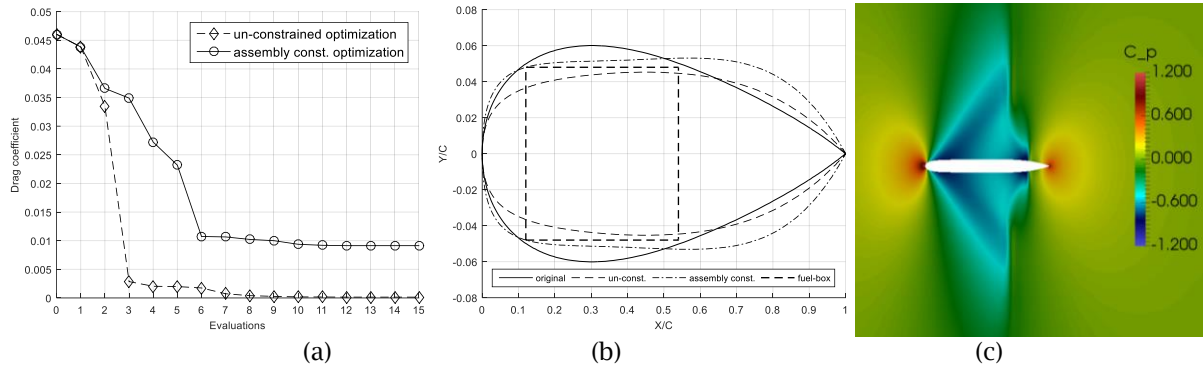 0.05
0.045
0.04
0.035
0.03
0.025
0.02
0.015
0.01
0.005
0
Drag coefficient
un-constrained optimization
assembly const. optimization
0 1 2 3 4 5 6 7 8 9 10 11 12 13 14 15
Evaluations
(a)
0.08
0.06
0.04
0.02
0
-0.02
-0.04
-0.06
-0.08
Y/C
original un-const. assembly const. fuel-box
0 0.1 0.2 0.3 0.4 0.5 0.6 0.7 0.8 0.9 1
X/C
(b)
C_p
1.200
0.600
0.000
-0.600
-1.200
(c)